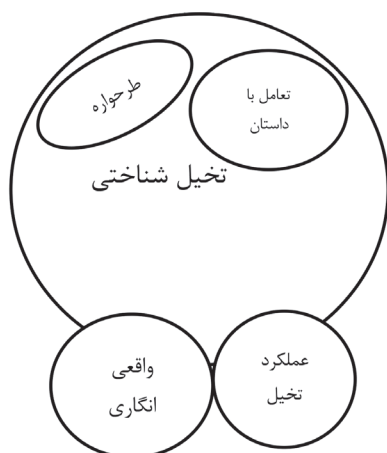 طرحواره
تعامل با
داستان
تخیل شناختی
واقعی
انگاری
عملکرد
تخیل